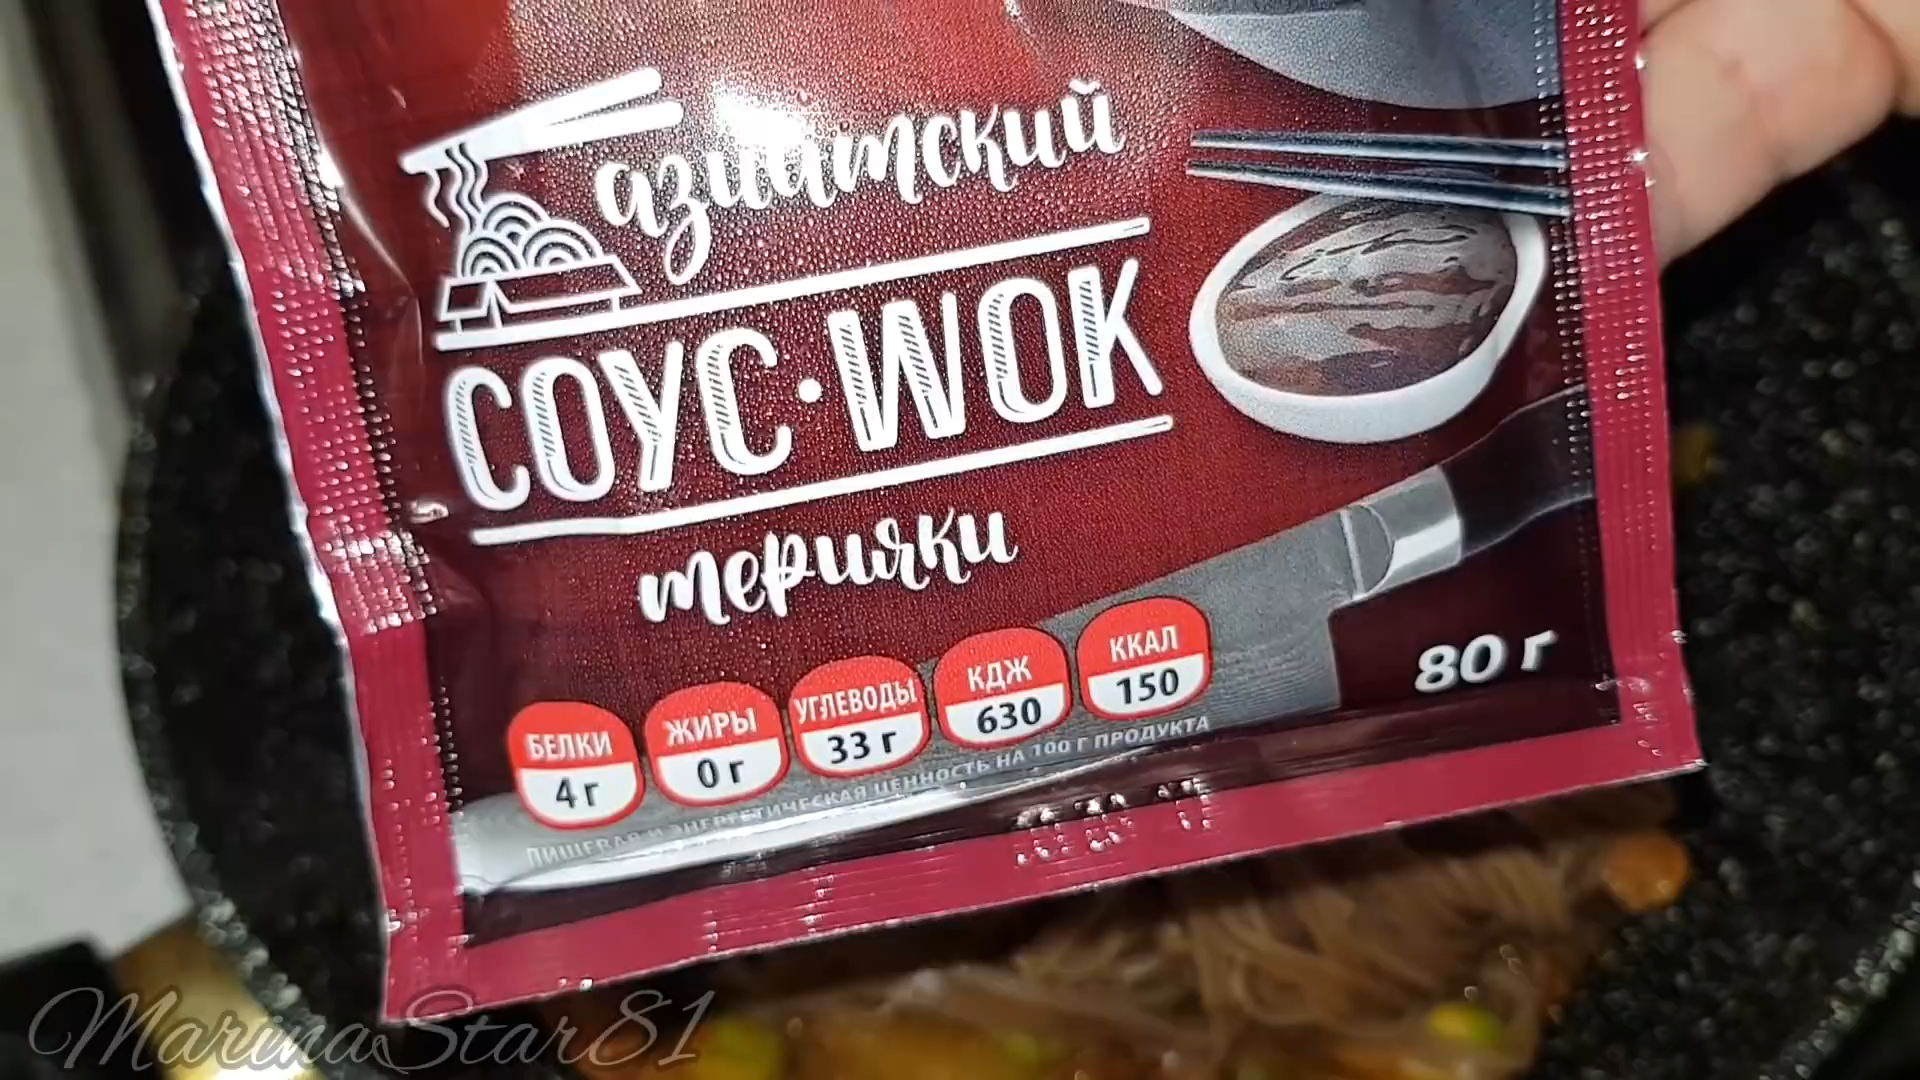 азиатский
СОУС·WOK
терияки
БЕЛКИ
4 г
ЖИРЫ
0 г
УГЛЕВОДЫ
33 г
КДЖ
630
ККАЛ
150
80 г
ПИЩЕВАЯ И ЭНЕРГЕТИЧЕСКАЯ ЦЕННОСТЬ НА 100 Г ПРОДУКТА
MarinaStar81